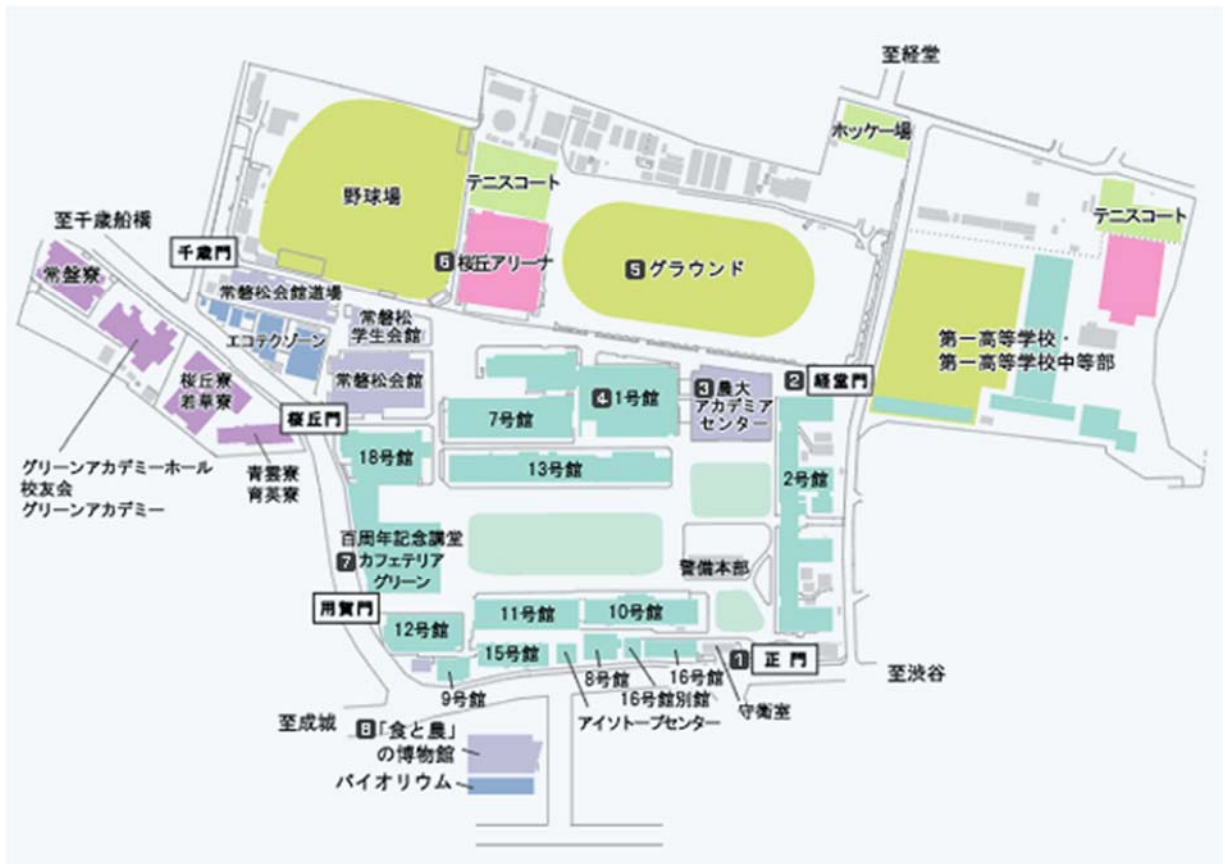 至経堂
ホッケー場
野球場
テニスコート
テニスコート
至千歳船橋
千歳門
6 桜丘アリーナ
5 グラウンド
常盤寮
常磐松会館道場
常磐松
学生会館
エコテクゾーン
第一高等学校・
第一高等学校中等部
桜丘寮
若草寮
常磐松会館
4 1号館
3 農大
アカデミア
センター
2 経堂門
7号館
桜丘門
18号館
13号館
2号館
グリーンアカデミーホール
校友会
グリーンアカデミー
青雲寮
育英寮
百周年記念講堂
7 カフェテリア
グリーン
警備本部
用賀門
12号館
11号館
10号館
15号館
1 正門
至渋谷
9号館
8号館
16号館
16号館別館
アイソトープセンター
守衛室
至成城
8 「食と農」
の博物館
バイオリウム